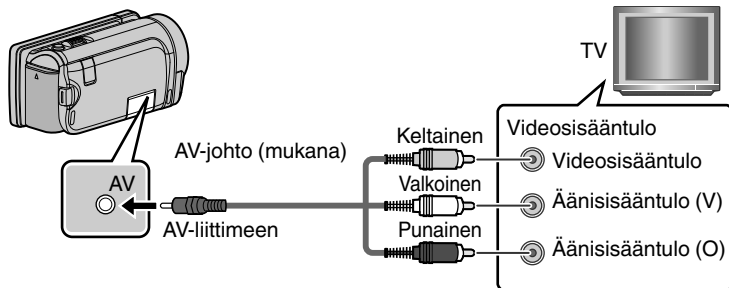 TV
Videosisääntulo
Keltainen
Videosisääntulo
AV-johto (mukana)
AV
Valkoinen
Äänisisääntulo (V)
AV-liittimeen
Punainen
Äänisisääntulo (O)